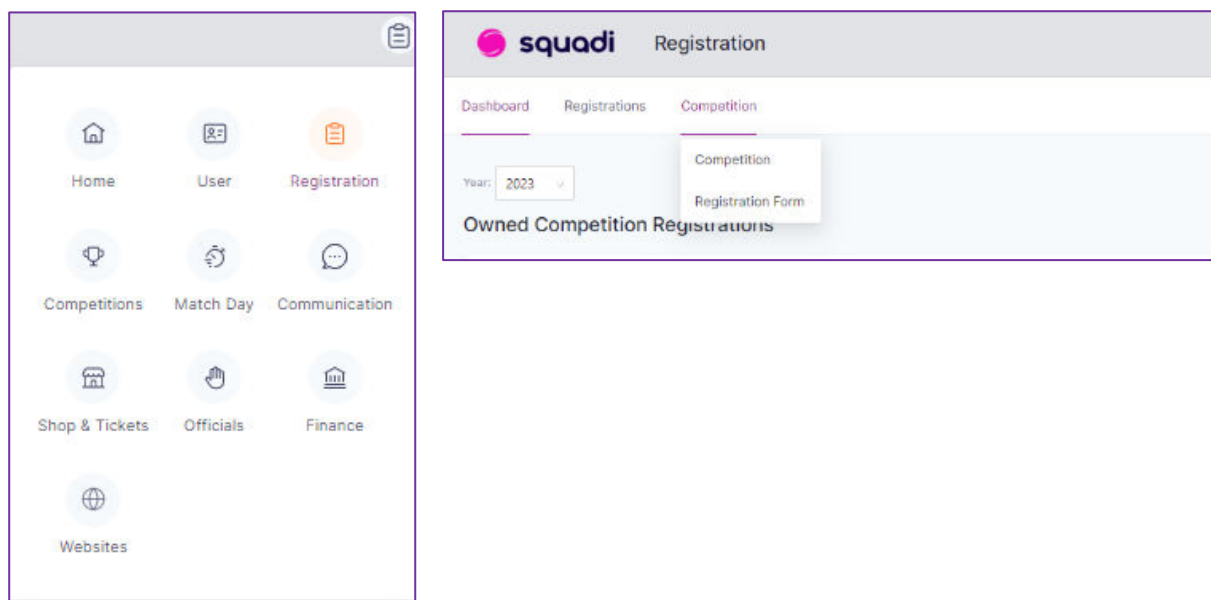 Home User Registration
Competitions Match Day Communication
Shop & Tickets Officials Finance
Websites
squadi Registration
Dashboard Registrations Competition
Competition
Year: 2023
Registration Form
Owned Competition Registrations